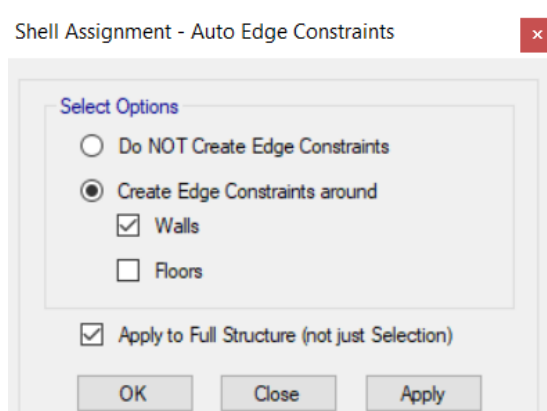 Shell Assignment - Auto Edge Constraints
Select Options
Do NOT Create Edge Constraints
Create Edge Constraints around
Walls
Floors
Apply to Full Structure (not just Selection)
OK Close Apply